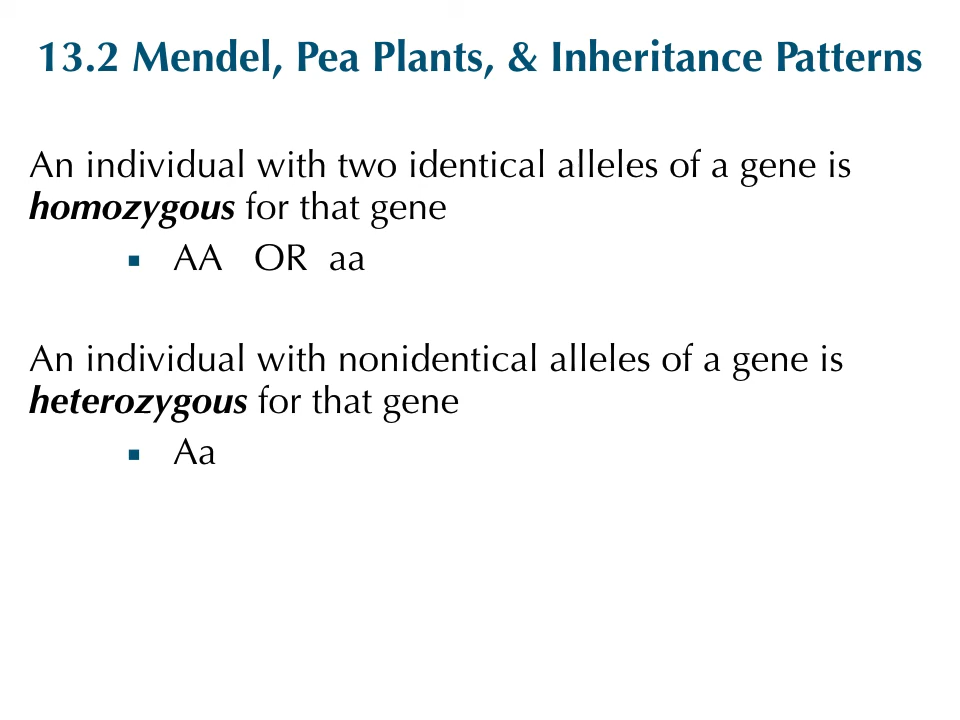 13.2 Mendel, Pea Plants, & Inheritance Patterns
An individual with two identical alleles of a gene is
homozygous for that gene
▪ AA OR aa
An individual with nonidentical alleles of a gene is
heterozygous for that gene
▪ Aa